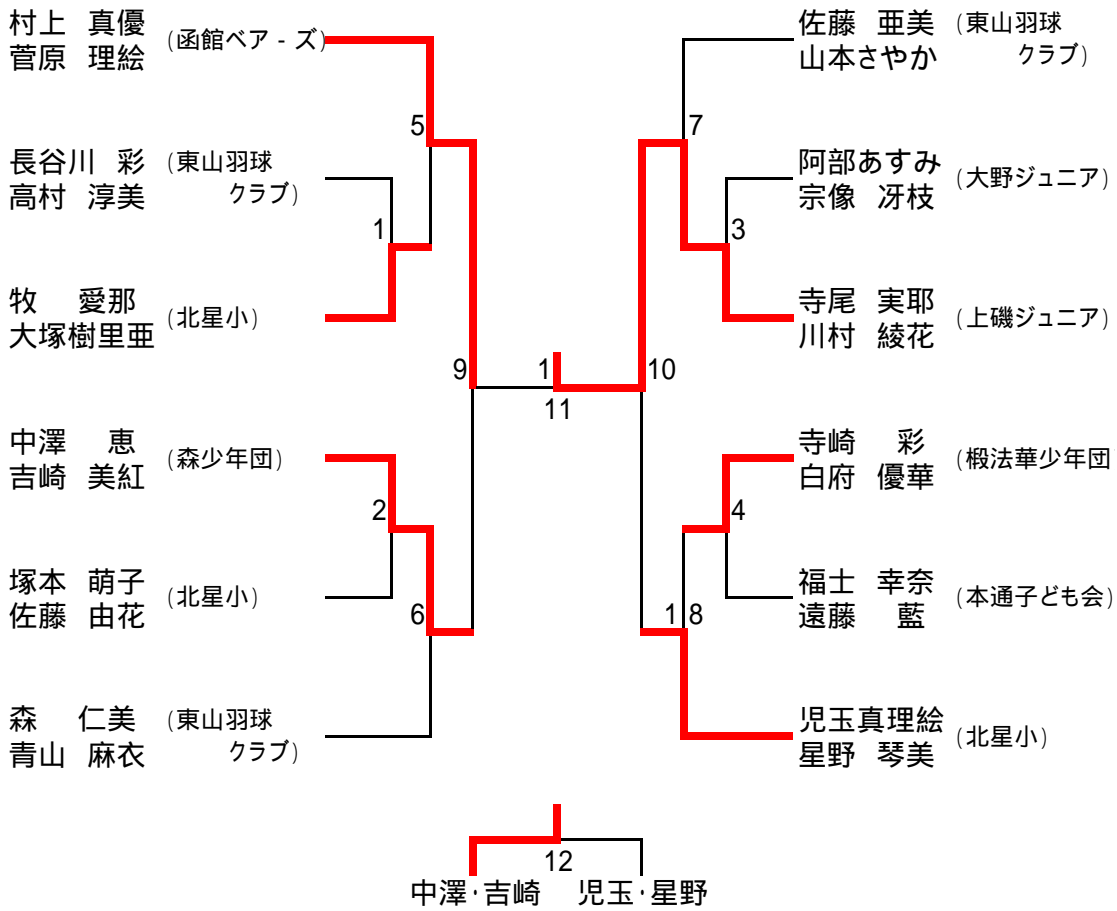 村上 真優 (函館ベア-ズ)
菅原 理絵
5
長谷川 彩 (東山羽球
高村 淳美 クラブ)
1
牧 愛那 (北星小)
大塚樹里亜
9
中澤 恵 (森少年団)
吉崎 美紅
2
塚本 萌子 (北星小)
佐藤 由花
6
森 仁美 (東山羽球
青山 麻衣 クラブ)
1
11
佐藤 亜美 (東山羽球
山本さやか クラブ)
7
阿部あすみ (大野ジュニア)
宗像 冴枝
3
寺尾 実耶 (上磯ジュニア)
川村 綾花
10
寺崎 彩 (椴法華少年団
白府 優華
4
福士 幸奈 (本通子ども会)
遠藤 藍
1 8
児玉真理絵 (北星小)
星野 琴美
12
中澤・吉崎 児玉・星野